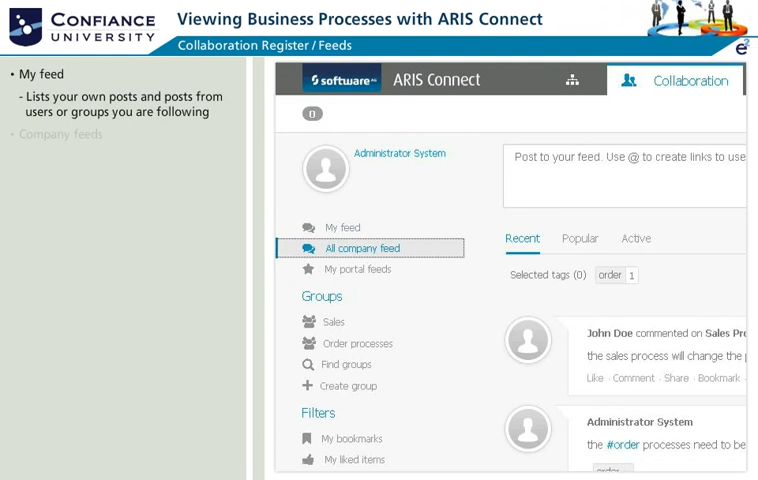 CONFIANCE
UNIVERSITY
Viewing Business Processes with ARIS Connect
Collaboration Register / Feeds
e²
• My feed
- Lists your own posts and posts from
users or groups you are following
• Company feeds
software AG
ARIS Connect
Collaboration
0
Administrator System
Post to your feed. Use @ to create links to use
My feed
All company feed
My portal feeds
Groups
Sales
Order processes
Find groups
Create group
Filters
My bookmarks
My liked items
Recent Popular Active
Selected tags (0) order 1
John Doe commented on Sales Pro
the sales process will change the p
Like · Comment · Share · Bookmark ·
Administrator System
the #order processes need to be
order